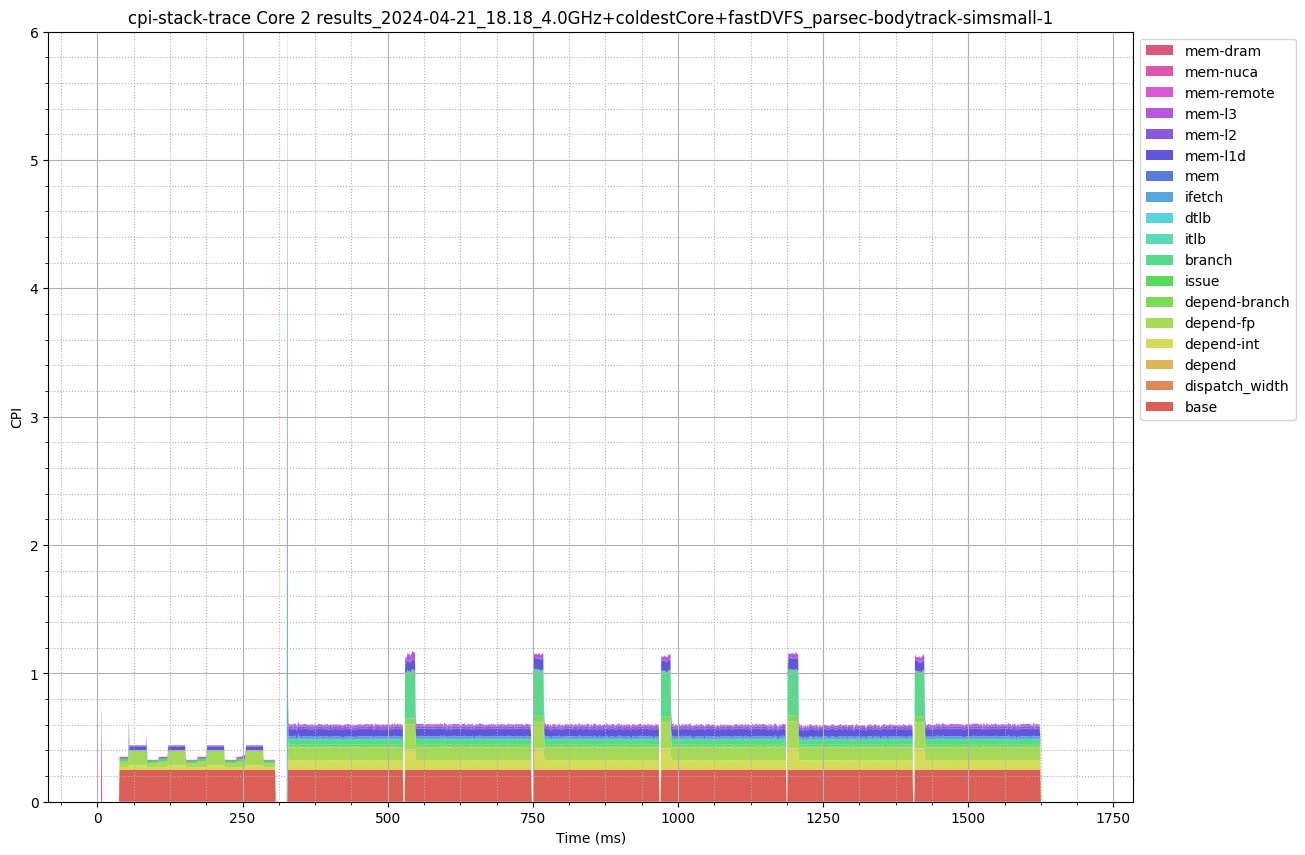 cpi-stack-trace Core 2 results_2024-04-21_18.18_4.0GHz+coldestCore+fastDVFS_parsec-bodytrack-simsmall-1
6
5
4
3
2
1
0
CPI
0 250 500 750 1000 1250 1500 1750
Time (ms)
mem-dram
mem-nuca
mem-remote
mem-l3
mem-l2
mem-l1d
mem
ifetch
dtlb
itlb
branch
issue
depend-branch
depend-fp
depend-int
depend
dispatch_width
base